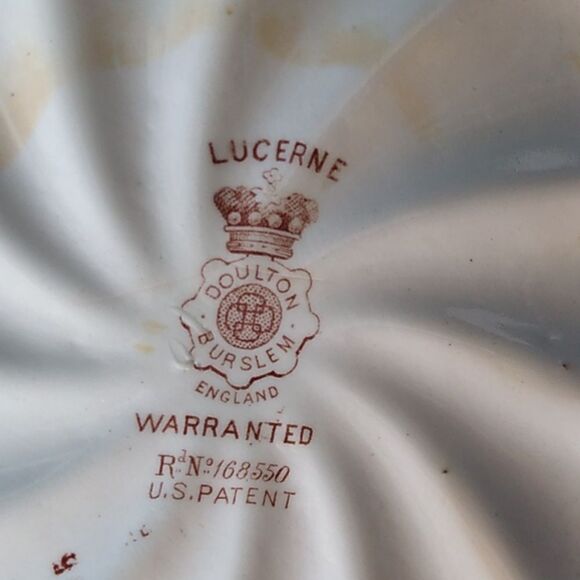 LUCERNE
DOULTON
BURSLEM
ENGLAND
WARRANTED
Rd. No. 168550
U.S. PATENT